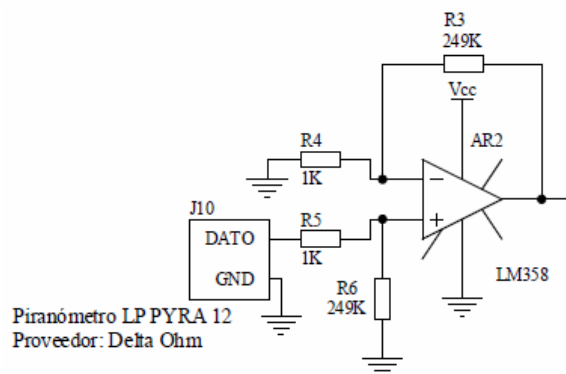 R3
249K
Vcc
R4
AR2
1K
−
J10
DATO
R5
+
1K
GND
R6
249K
LM358
Piranómetro LP PYRA 12
Proveedor: Delta Ohm